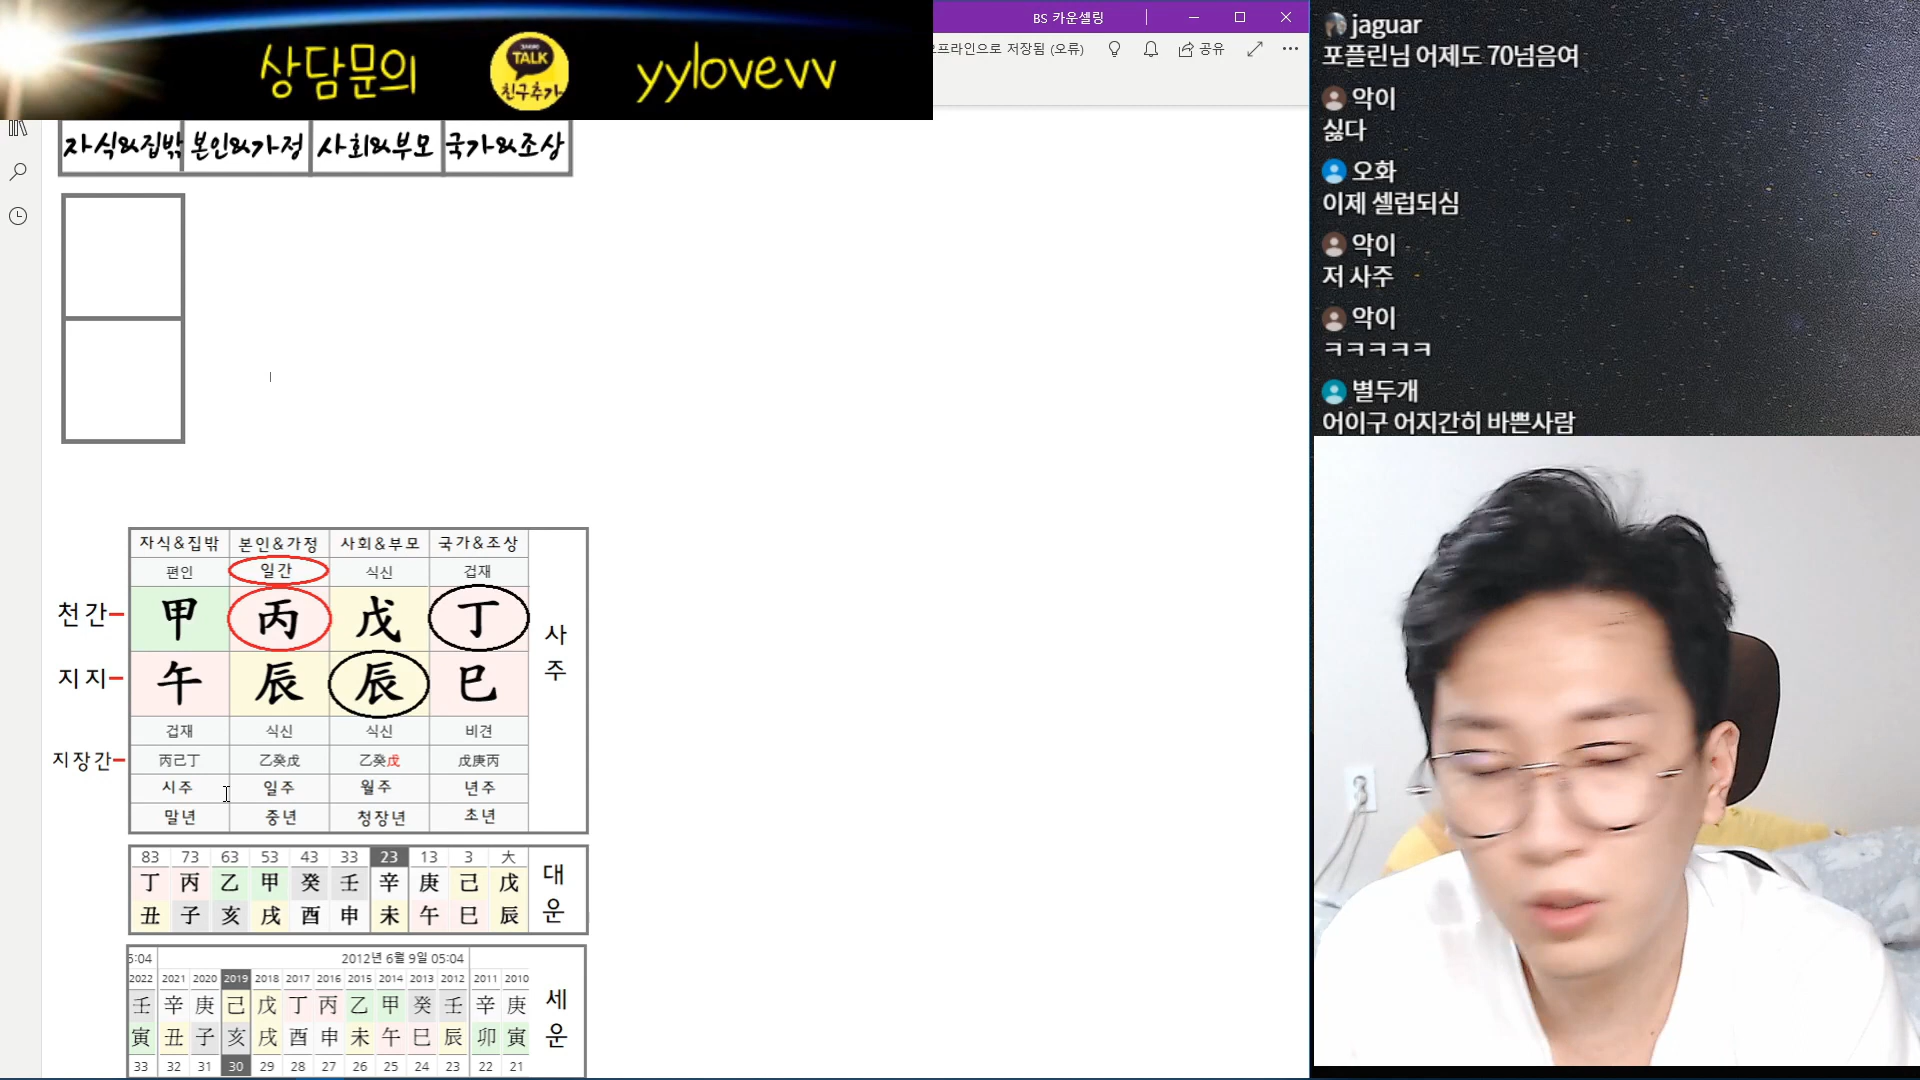 상담문의
TALK
친구추가
yylovevv
BS 카운셀링
오프라인으로 저장됨 (오류)
공유
자식&집밖 본인&가정 사회&부모 국가&조상
자식&집밖 본인&가정 사회&부모 국가&조상
편인 일간 식신 겁재
천간 甲 丙 戊 丁
지지 午 辰 辰 巳
사주
겁재 식신 식신 비견
지장간 丙己丁 乙癸戊 乙癸戊 戊庚丙
시주 일주 월주 년주
말년 중년 청장년 초년
83 73 63 53 43 33 23 13 3 大
丁 丙 乙 甲 癸 壬 辛 庚 己 戊
丑 子 亥 戌 酉 申 未 午 巳 辰
대운
5:04 2012년 6월 9일 05:04
2022 2021 2020 2019 2018 2017 2016 2015 2014 2013 2012 2011 2010
壬 辛 庚 己 戊 丁 丙 乙 甲 癸 壬 辛 庚
寅 丑 子 亥 戌 酉 申 未 午 巳 辰 卯 寅
33 32 31 30 29 28 27 26 25 24 23 22 21
세운
jaguar
포플린님 어제도 70넘음여
악이
싫다
오화
이제 셀럽되심
악이
저 사주
악이
ㅋㅋㅋㅋㅋ
별두개
어이구 어지간히 바쁜사람